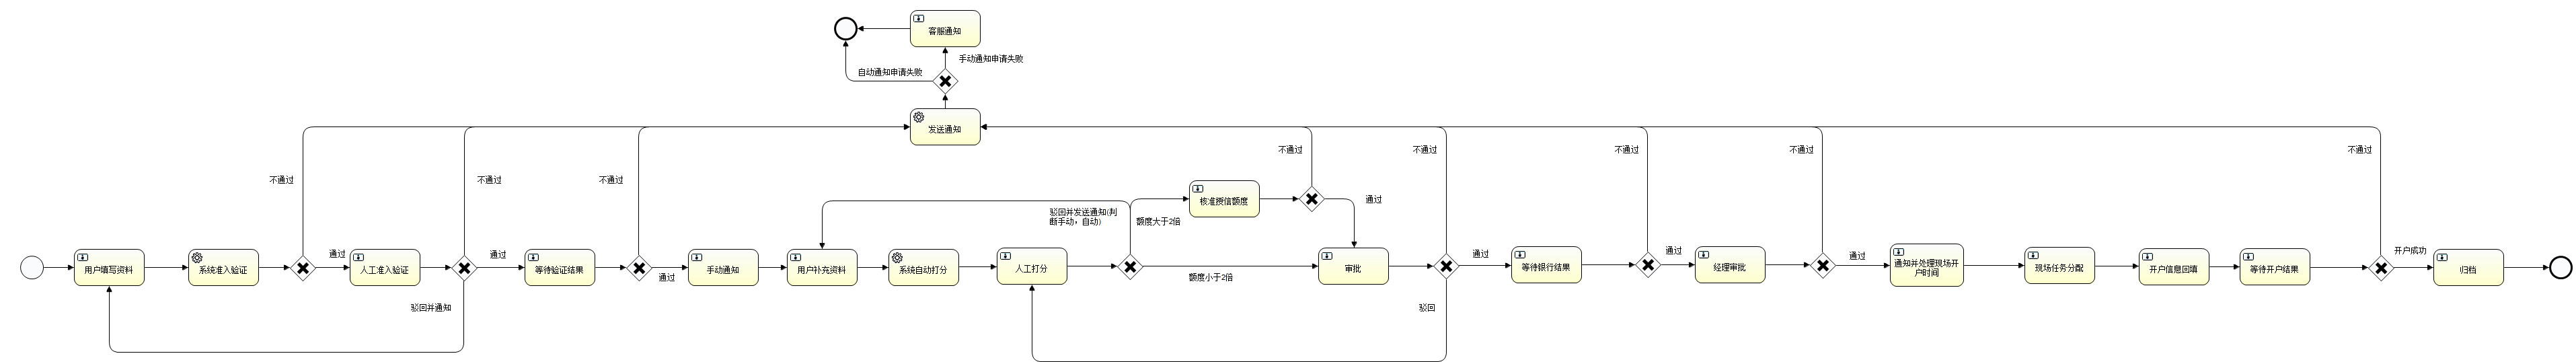 客服通知
手动通知申请失败
自动通知申请失败
发送通知
不通过
不通过
不通过
不通过
不通过
不通过
不通过
不通过
核准授信额度
通过
驳回并发送通知(判
断手动，自动)
额度大于2倍
用户填写资料
系统准入验证
通过
人工准入验证
通过
等待验证结果
通过
手动通知
用户补充资料
系统自动打分
人工打分
额度小于2倍
审批
通过
等待银行结果
通过
经理审批
通过
通知并处理现场开
户时间
现场任务分配
开户信息回填
等待开户结果
开户成功
归档
驳回并通知
驳回